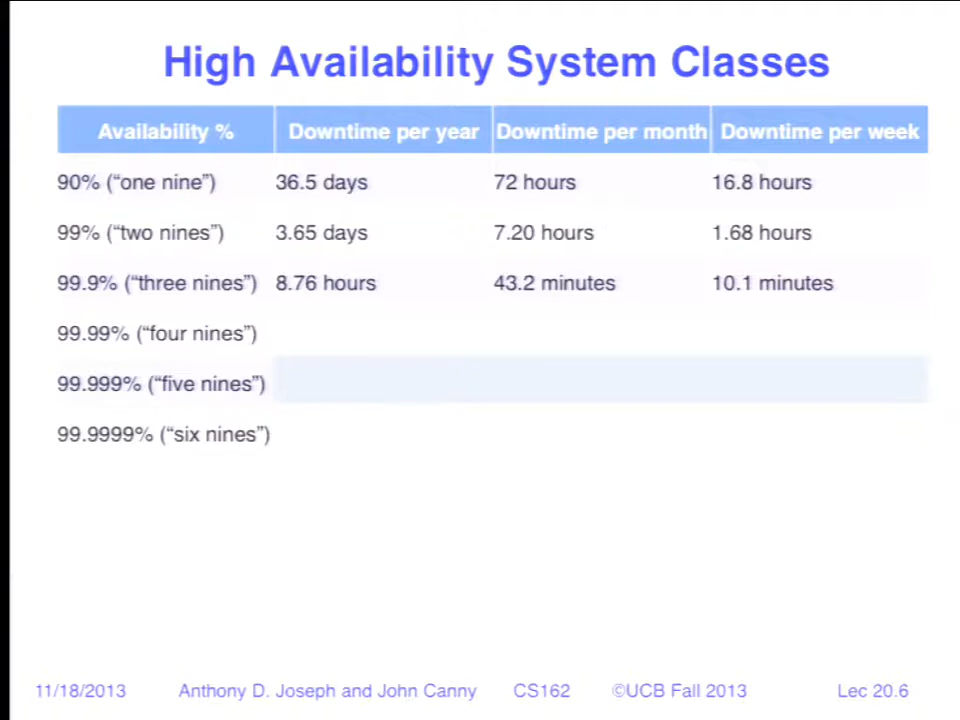 High Availability System Classes
Availability % Downtime per year Downtime per month Downtime per week
90% (“one nine”) 36.5 days 72 hours 16.8 hours
99% (“two nines”) 3.65 days 7.20 hours 1.68 hours
99.9% (“three nines”) 8.76 hours 43.2 minutes 10.1 minutes
99.99% (“four nines”)
99.999% (“five nines”)
99.9999% (“six nines”)
11/18/2013 Anthony D. Joseph and John Canny CS162 ©UCB Fall 2013 Lec 20.6